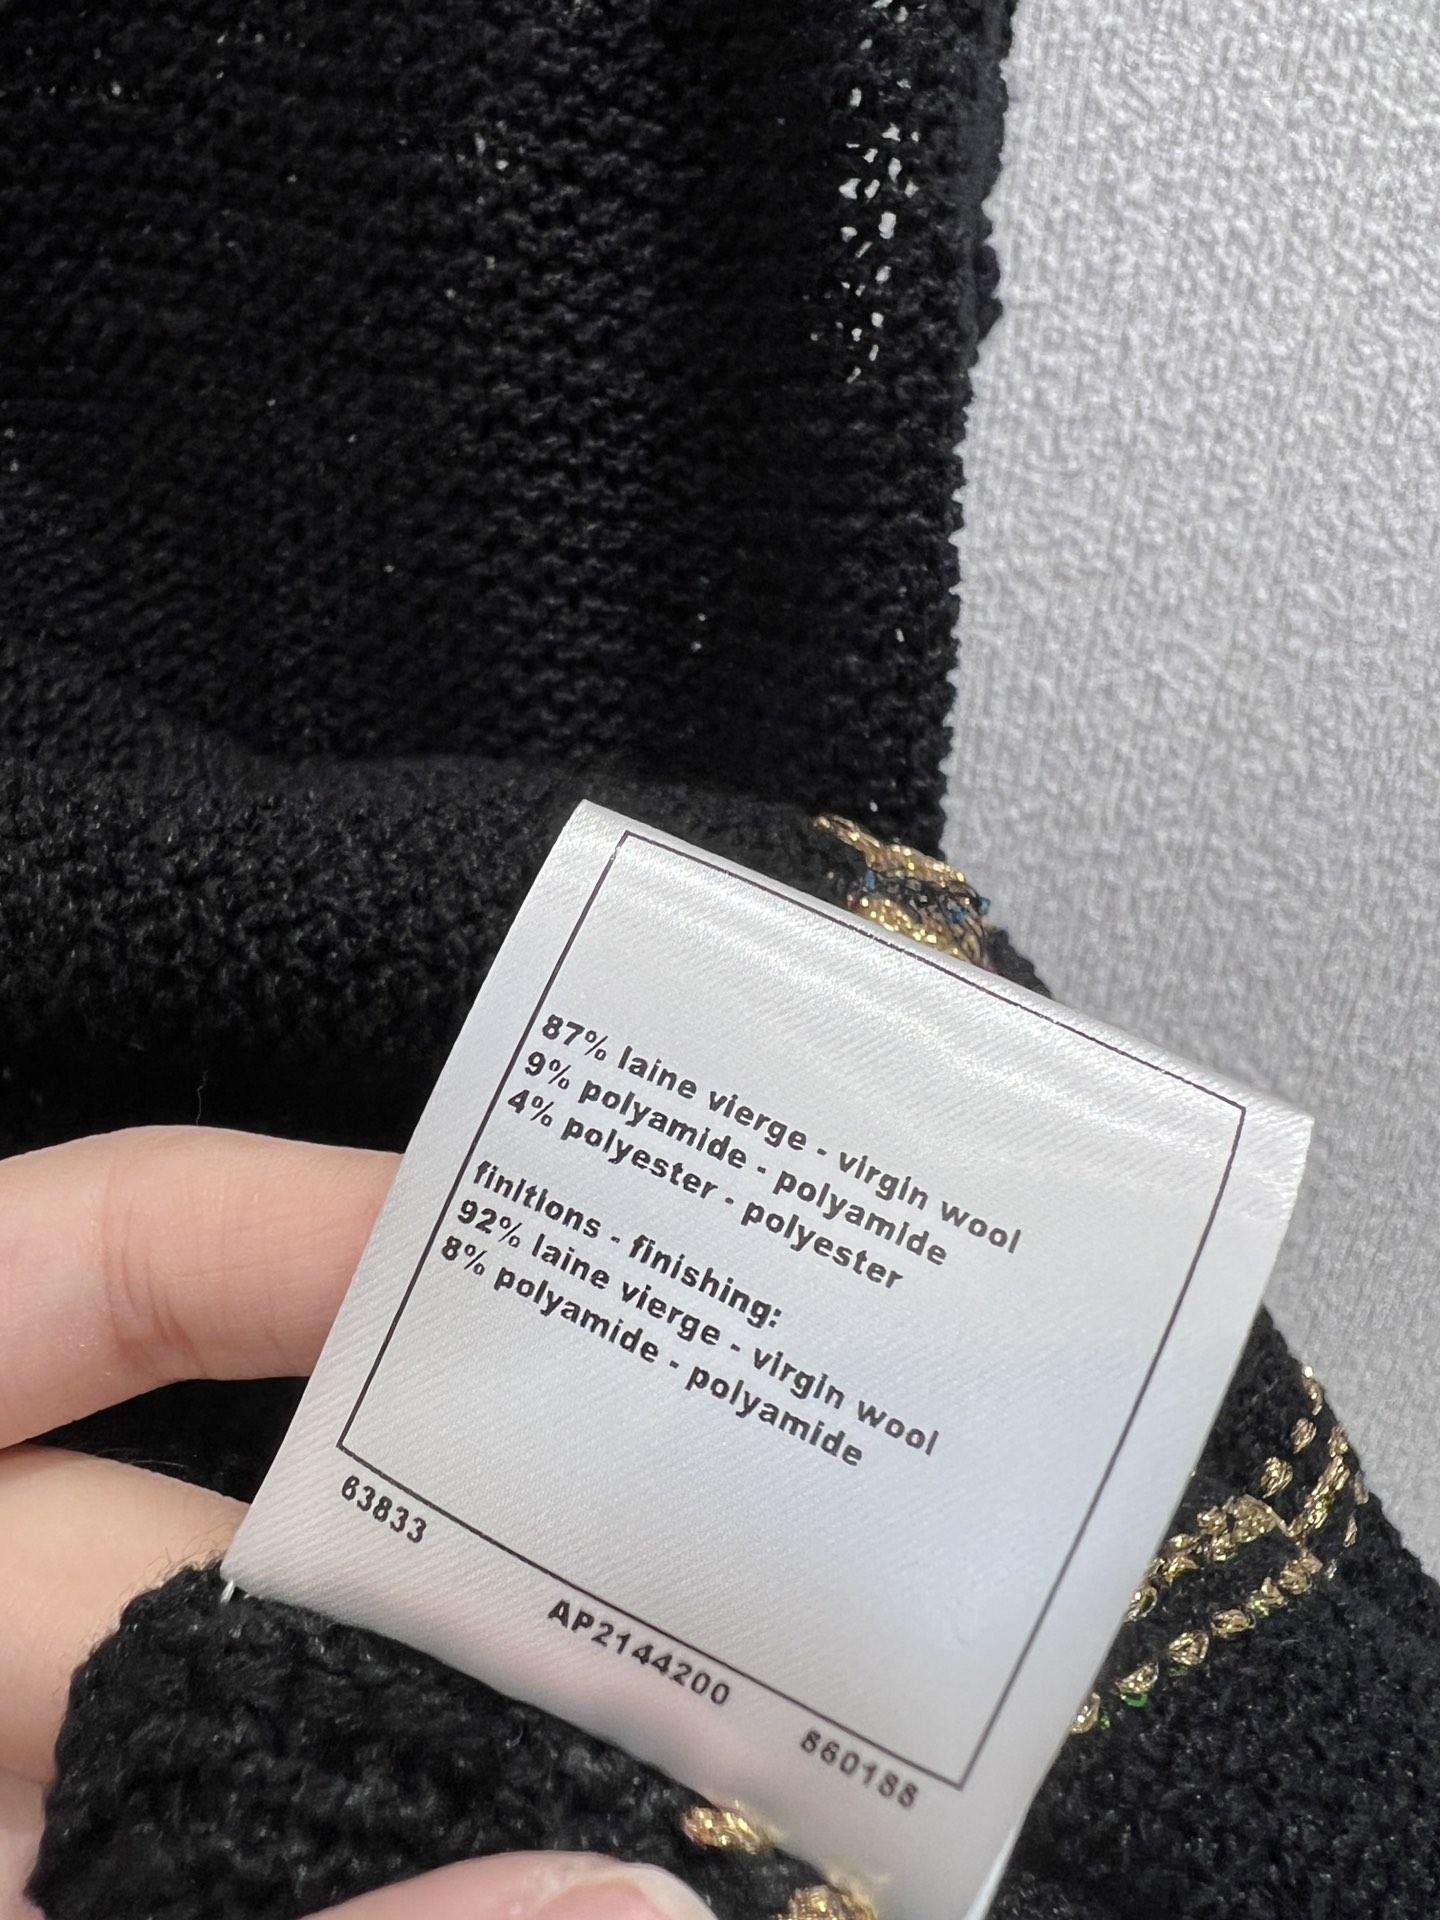 87% laine vierge - virgin wool
9% polyamide - polyamide
4% polyester - polyester
finitions - finishing:
92% laine vierge - virgin wool
8% polyamide - polyamide
63833
AP2144200
860188